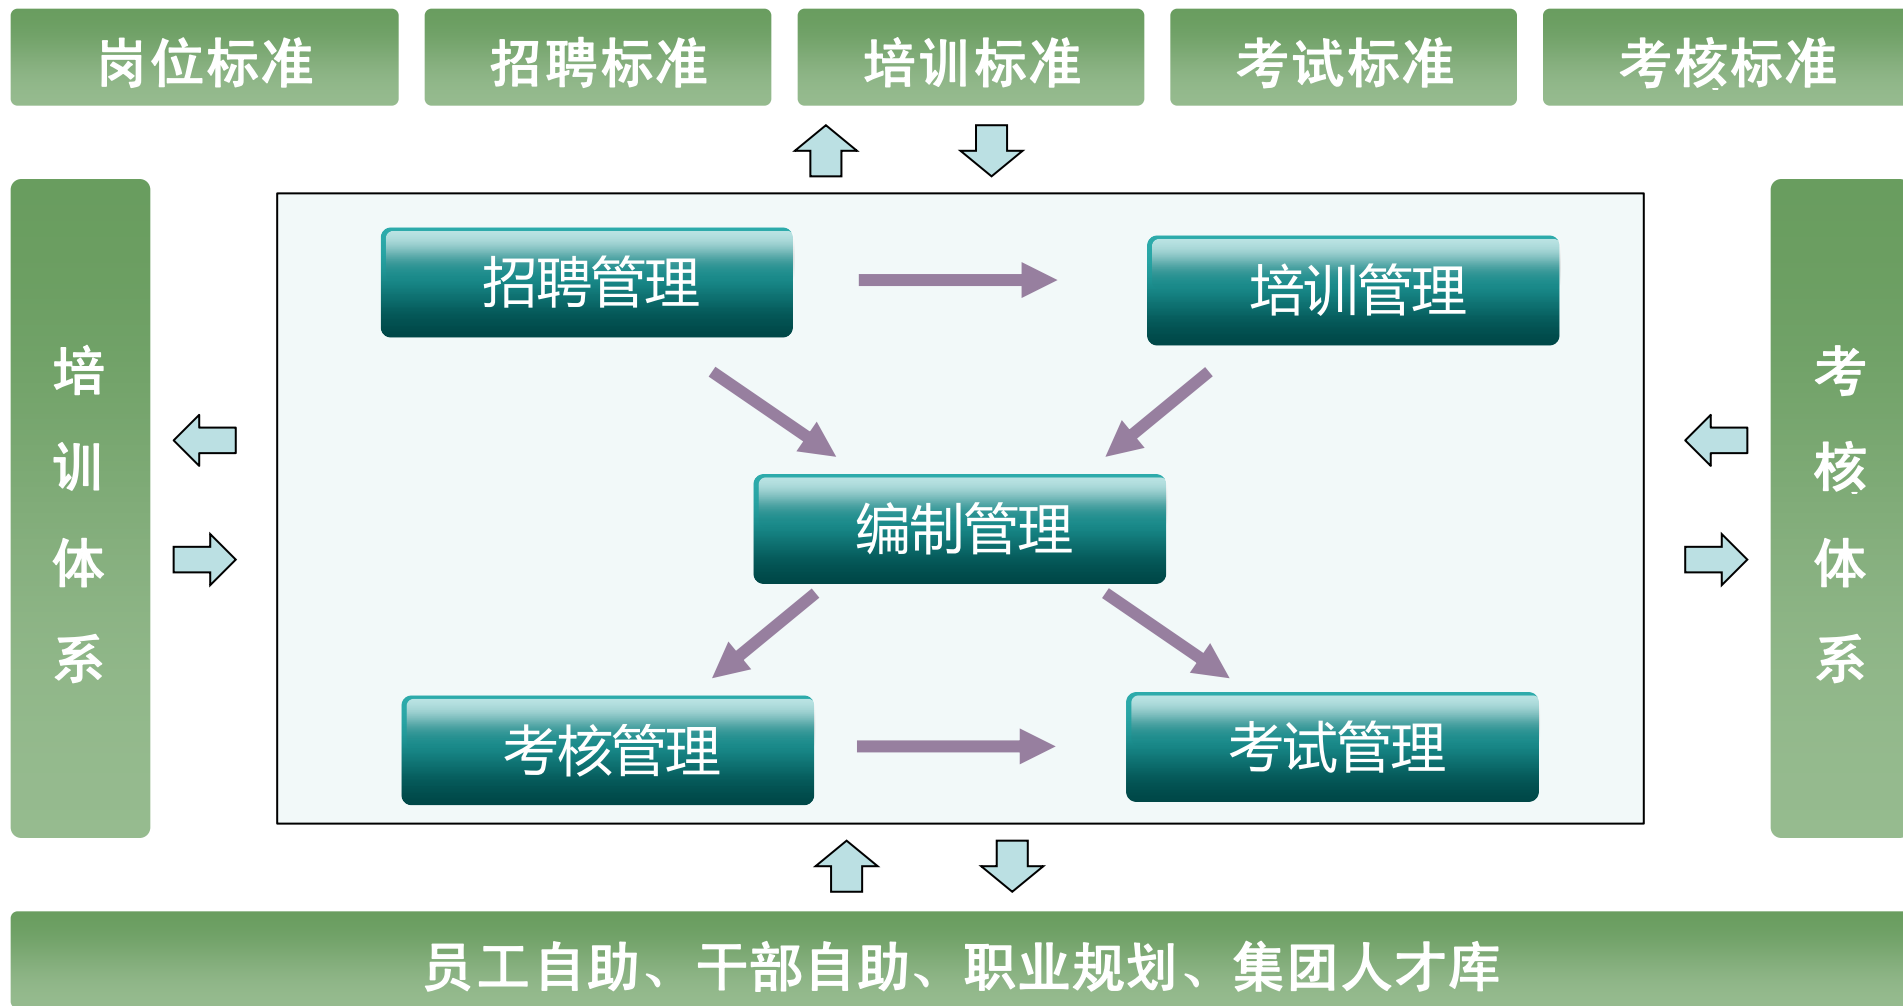 岗位标准
招聘标准
培训标准
考试标准
考核标准
培
训
体
系
招聘管理
培训管理
编制管理
考核管理
考试管理
考
核
体
系
员工自助、干部自助、职业规划、集团人才库